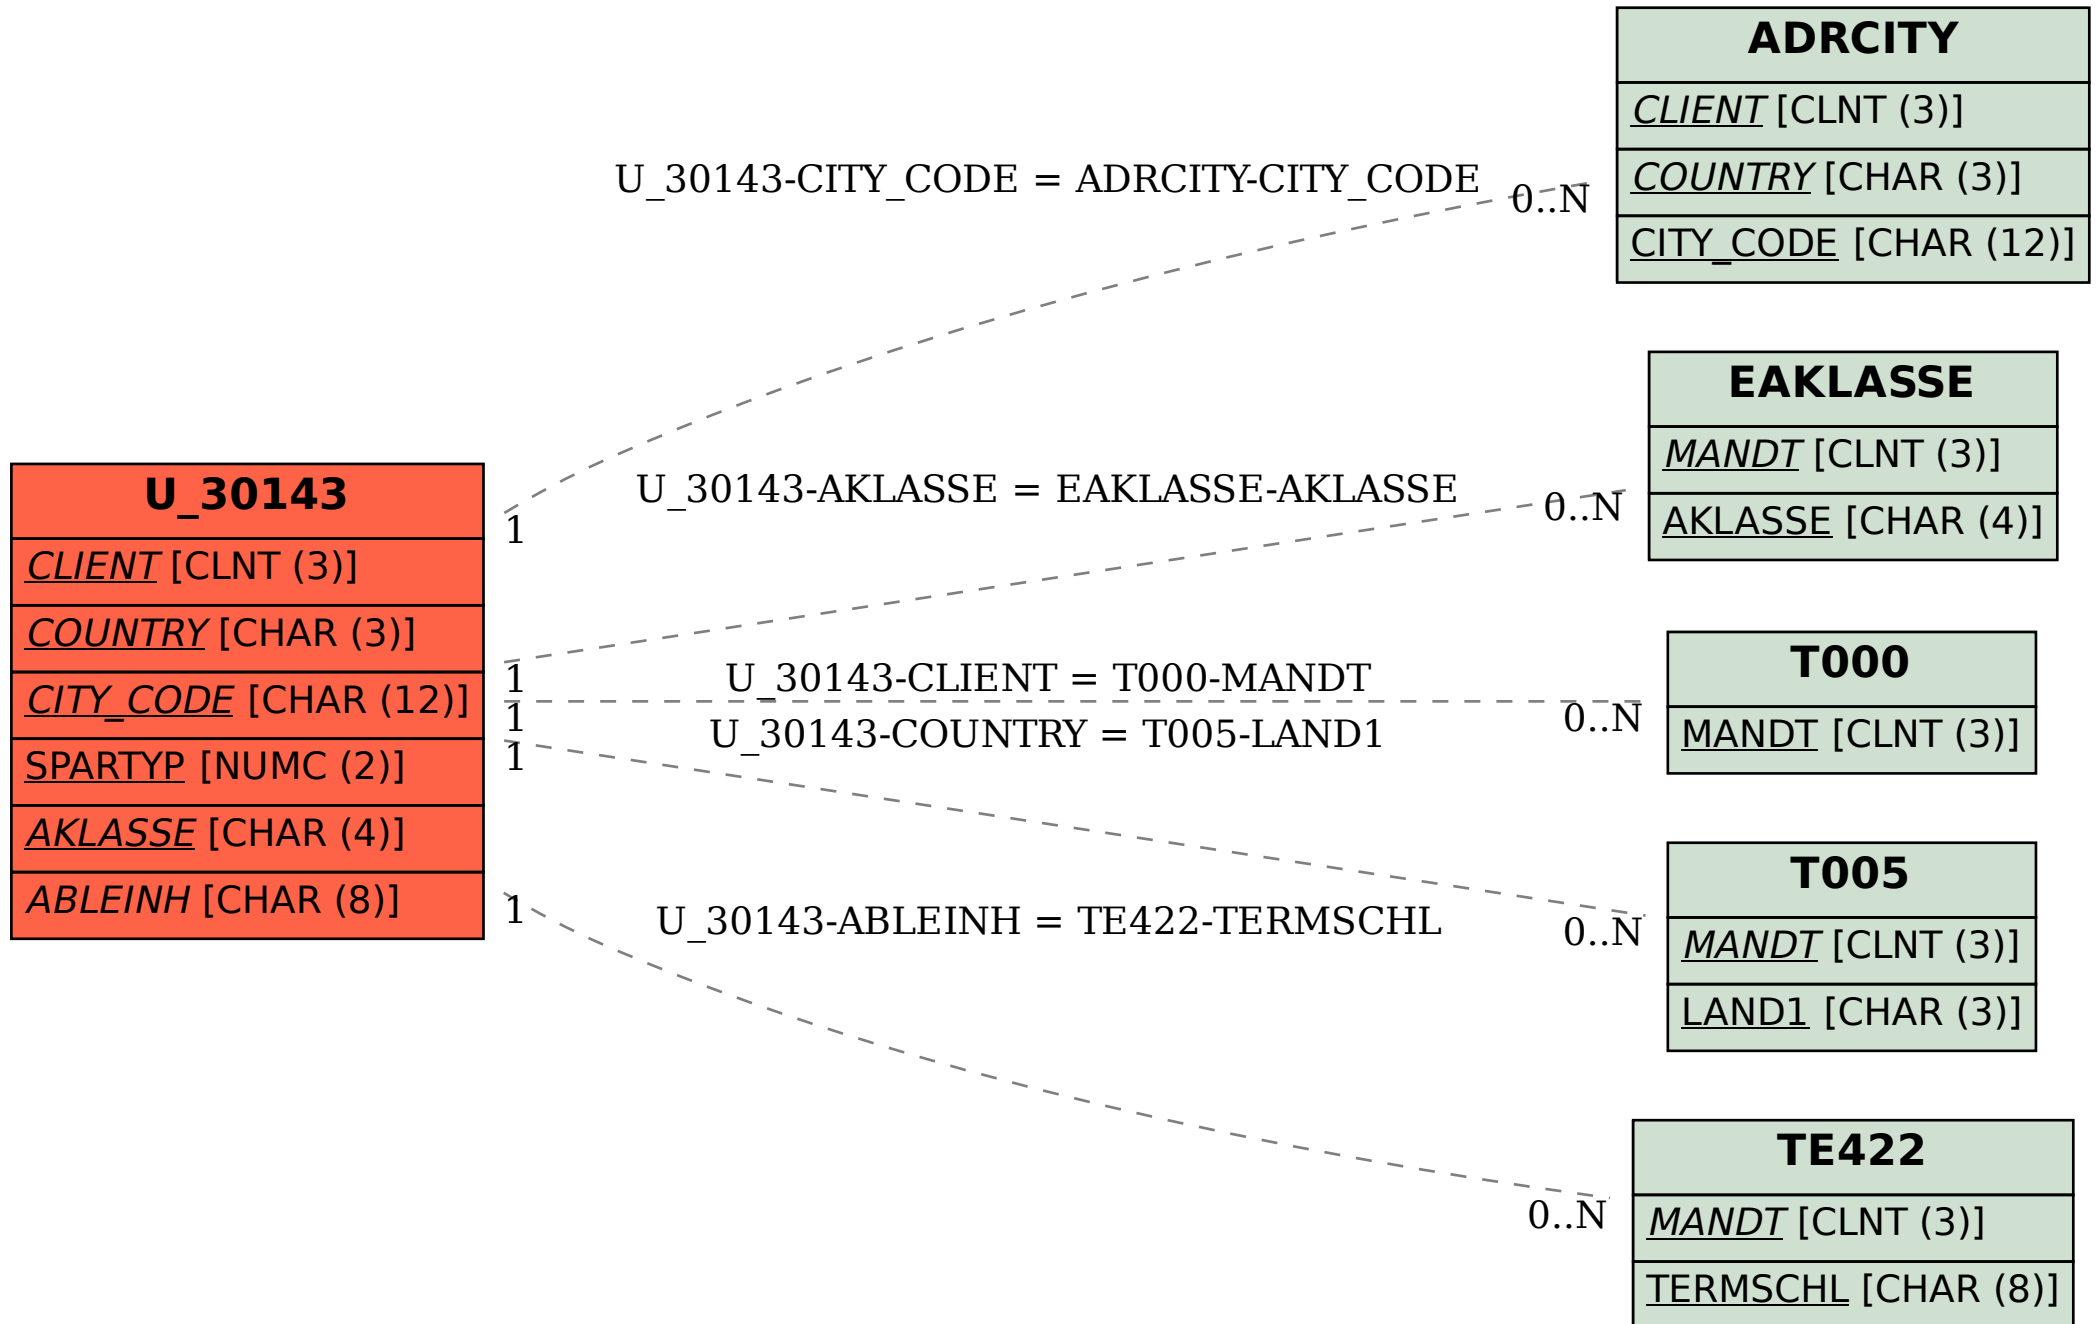 U_30143
CLIENT [CLNT (3)]
COUNTRY [CHAR (3)]
CITY_CODE [CHAR (12)]
SPARTYP [NUMC (2)]
AKLASSE [CHAR (4)]
ABLEINH [CHAR (8)]
U_30143-CITY_CODE = ADRCITY-CITY_CODE
1
0..N
U_30143-AKLASSE = EAKLASSE-AKLASSE
1
0..N
U_30143-CLIENT = T000-MANDT
1
0..N
U_30143-COUNTRY = T005-LAND1
1
0..N
U_30143-ABLEINH = TE422-TERMSCHL
1
0..N
ADRCITY
CLIENT [CLNT (3)]
COUNTRY [CHAR (3)]
CITY_CODE [CHAR (12)]
EAKLASSE
MANDT [CLNT (3)]
AKLASSE [CHAR (4)]
T000
MANDT [CLNT (3)]
T005
MANDT [CLNT (3)]
LAND1 [CHAR (3)]
TE422
MANDT [CLNT (3)]
TERMSCHL [CHAR (8)]